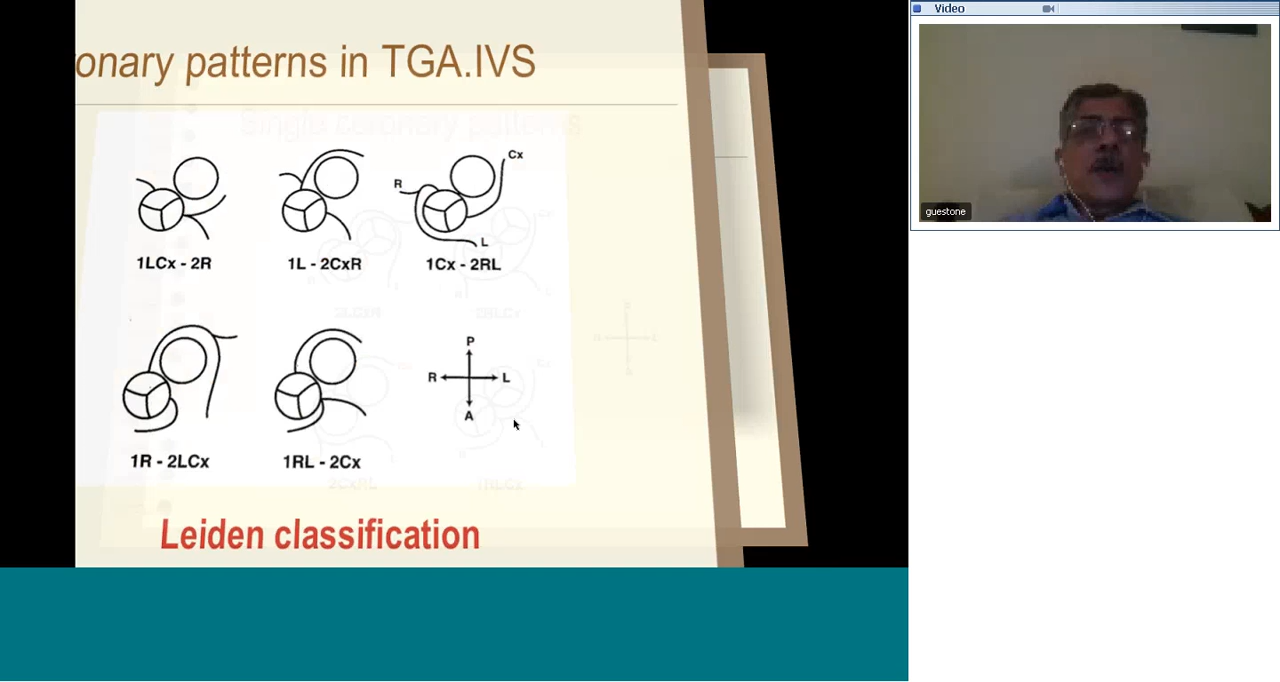 onary patterns in TGA.IVS
Single coronary patterns
Cx
R
L
1LCx - 2R
1L - 2CxR
1Cx - 2RL
P
R
L
A
1R - 2LCx
1RL - 2Cx
Leiden classification
Video
guestone